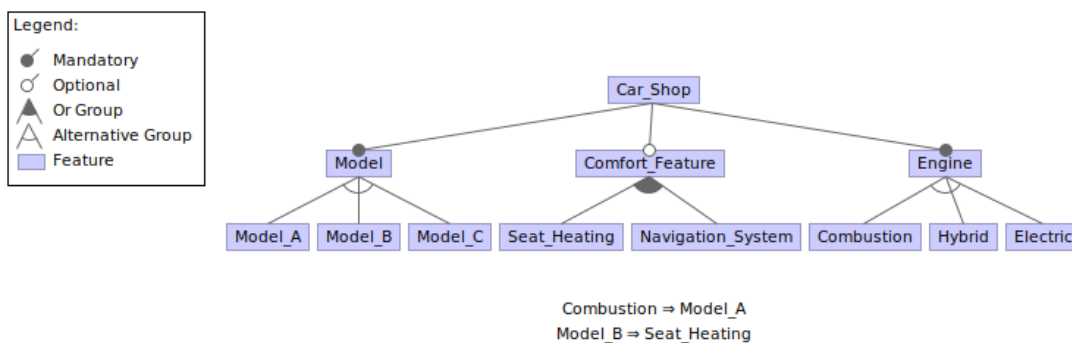 Legend:
Mandatory
Optional
Or Group
Alternative Group
Feature
Car_Shop
Model
Comfort_Feature
Engine
Model_A
Model_B
Model_C
Seat_Heating
Navigation_System
Combustion
Hybrid
Electric
Combustion ⇒ Model_A
Model_B ⇒ Seat_Heating